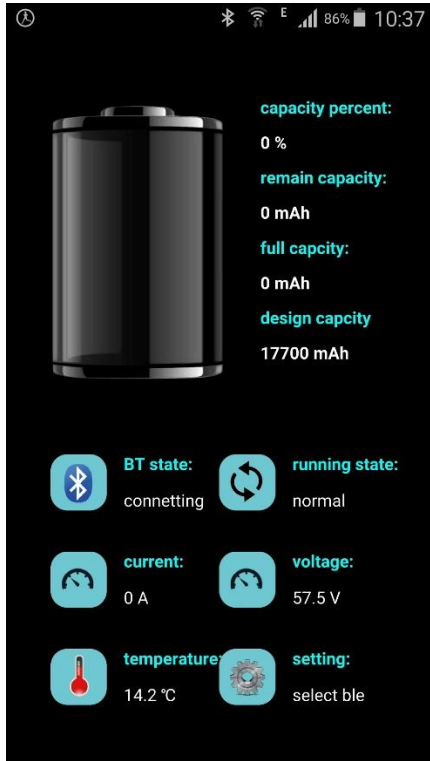 E 86% 10:37
capacity percent:
0 %
remain capacity:
0 mAh
full capcity:
0 mAh
design capcity
17700 mAh
BT state:
connetting
running state:
normal
current:
0 A
voltage:
57.5 V
temperature:
14.2 ℃
setting:
select ble